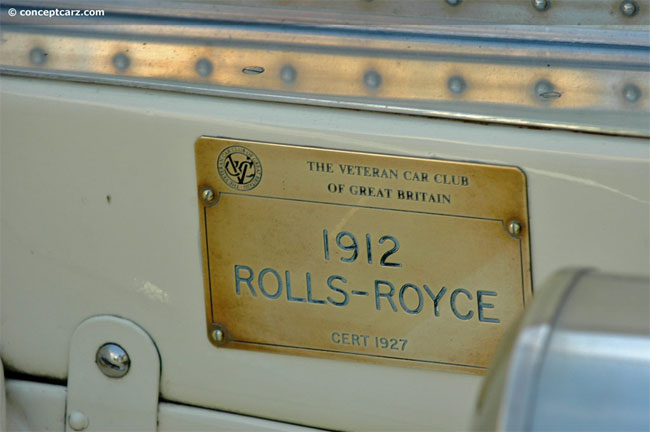 © conceptcarz.com
THE VETERAN CAR CLUB
OF GREAT BRITAIN
1912
ROLLS-ROYCE
CERT 1927